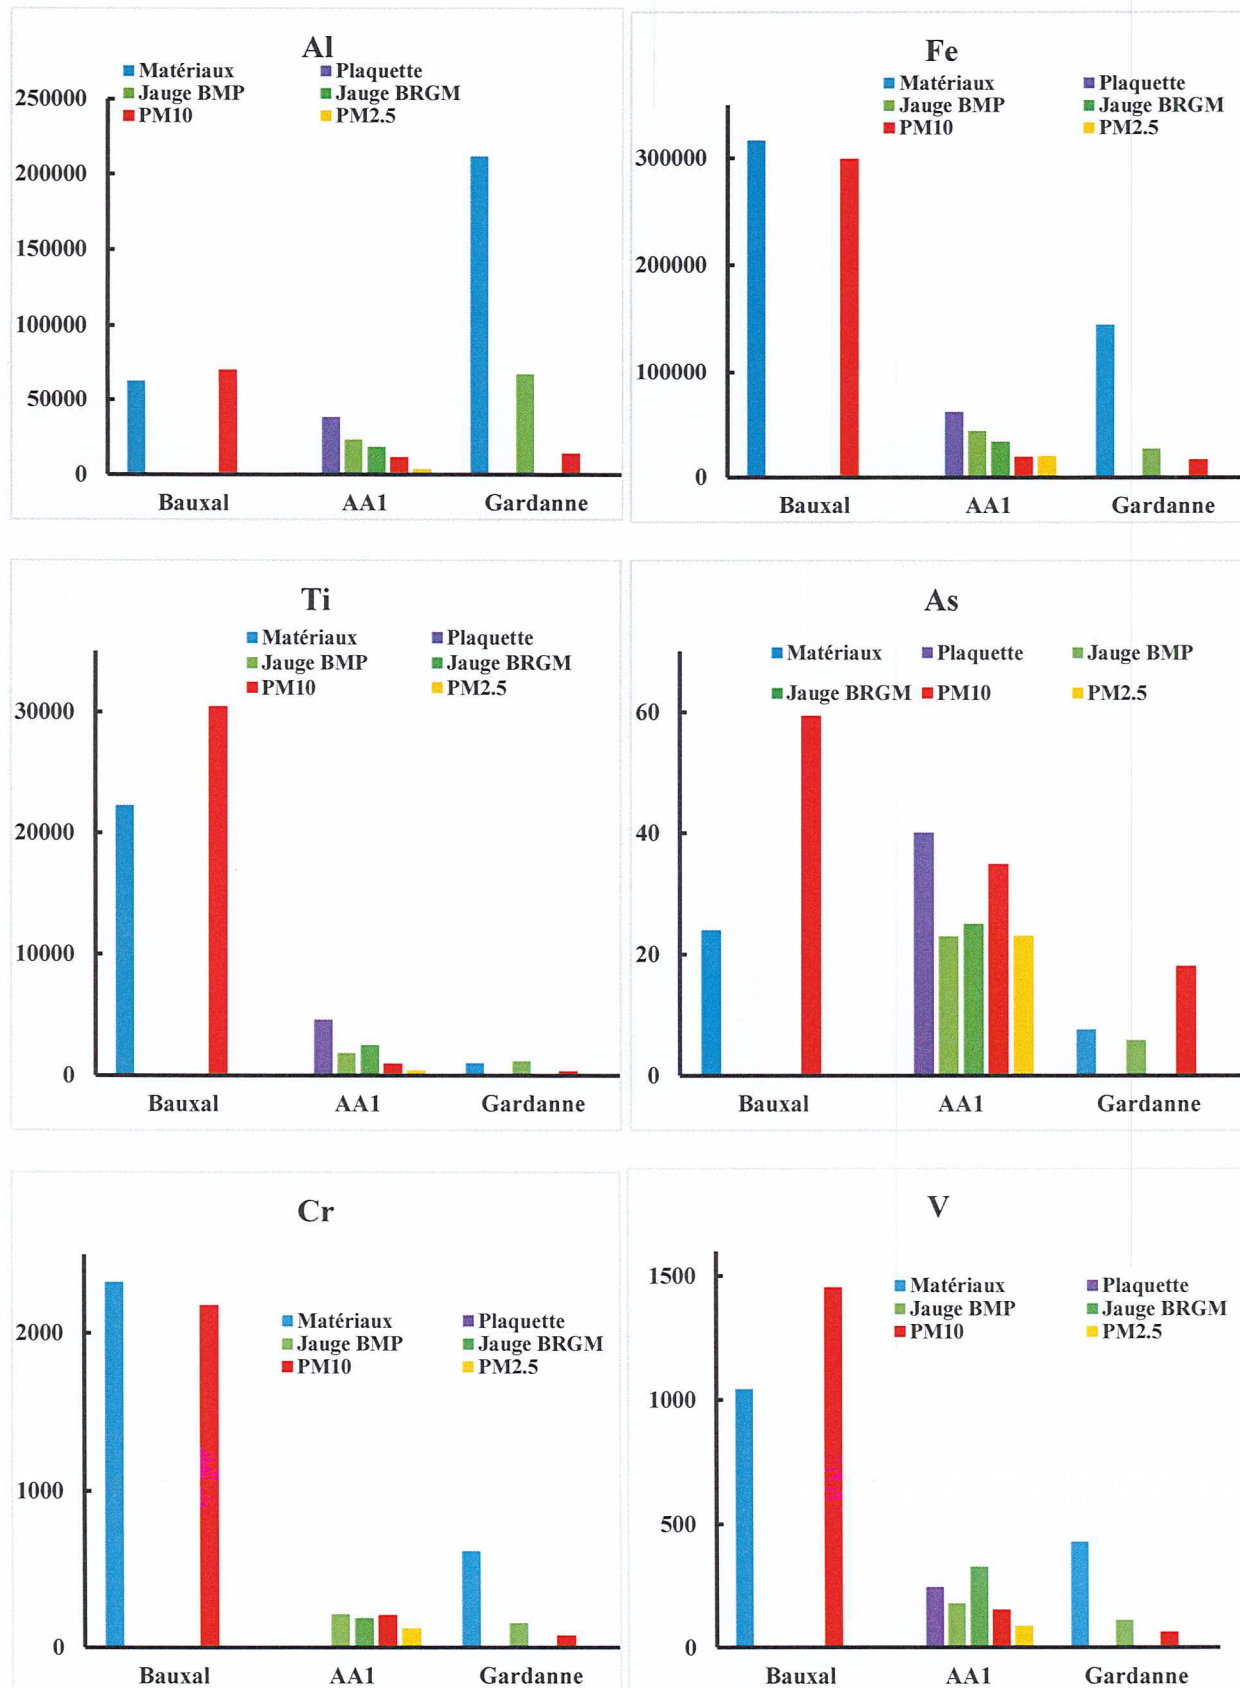 Al
Matériaux Plaquette
Jauge BMP Jauge BRGM
PM10 PM2.5
250000
200000
150000
100000
50000
0
Bauxal AA1 Gardanne
Fe
Matériaux Plaquette
Jauge BMP Jauge BRGM
PM10 PM2.5
300000
200000
100000
0
Bauxal AA1 Gardanne
Ti
Matériaux Plaquette
Jauge BMP Jauge BRGM
PM10 PM2.5
30000
20000
10000
0
Bauxal AA1 Gardanne
As
Matériaux Plaquette Jauge BMP
Jauge BRGM PM10 PM2.5
60
40
20
0
Bauxal AA1 Gardanne
Cr
Matériaux Plaquette
Jauge BMP Jauge BRGM
PM10 PM2.5
2000
1000
0
Bauxal AA1 Gardanne
V
Matériaux Plaquette
Jauge BMP Jauge BRGM
PM10 PM2.5
1500
1000
500
0
Bauxal AA1 Gardanne